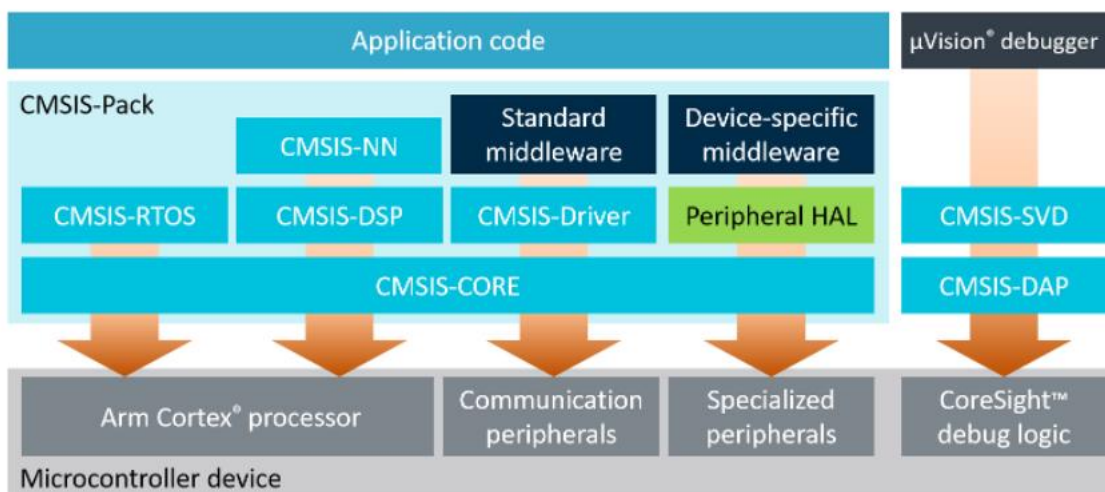 Application code
µVision® debugger
CMSIS-Pack
CMSIS-NN
Standard
middleware
Device-specific
middleware
CMSIS-RTOS
CMSIS-DSP
CMSIS-Driver
Peripheral HAL
CMSIS-SVD
CMSIS-CORE
CMSIS-DAP
Arm Cortex® processor
Communication
peripherals
Specialized
peripherals
CoreSight™
debug logic
Microcontroller device